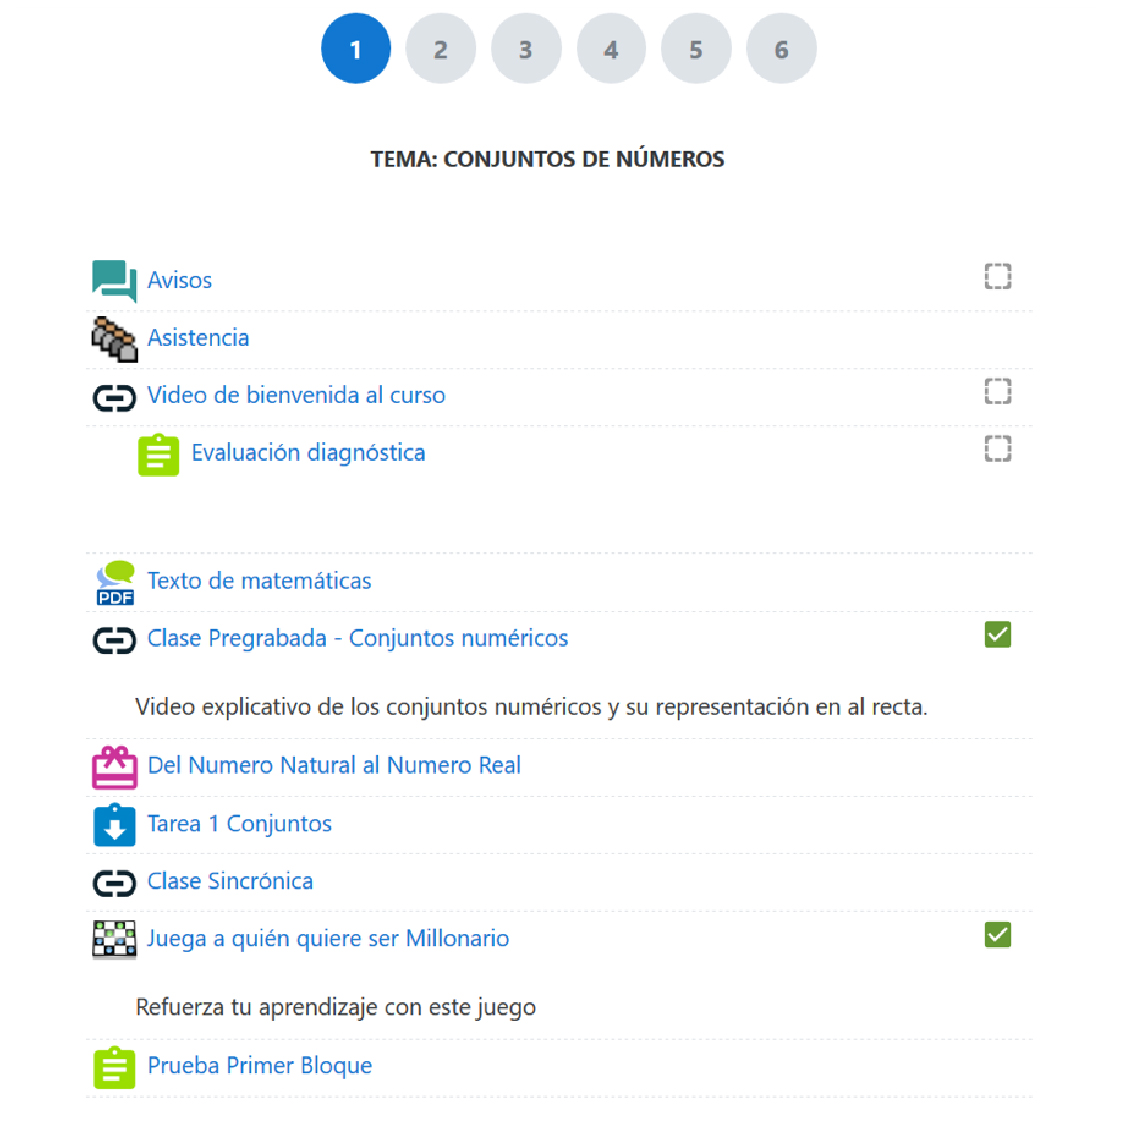 1 2 3 4 5 6
TEMA: CONJUNTOS DE NÚMEROS
Avisos
Asistencia
Video de bienvenida al curso
Evaluación diagnóstica
PDF
Texto de matemáticas
Clase Pregrabada - Conjuntos numéricos
Video explicativo de los conjuntos numéricos y su representación en al recta.
Del Numero Natural al Numero Real
Tarea 1 Conjuntos
Clase Sincrónica
Juega a quién quiere ser Millonario
Refuerza tu aprendizaje con este juego
Prueba Primer Bloque